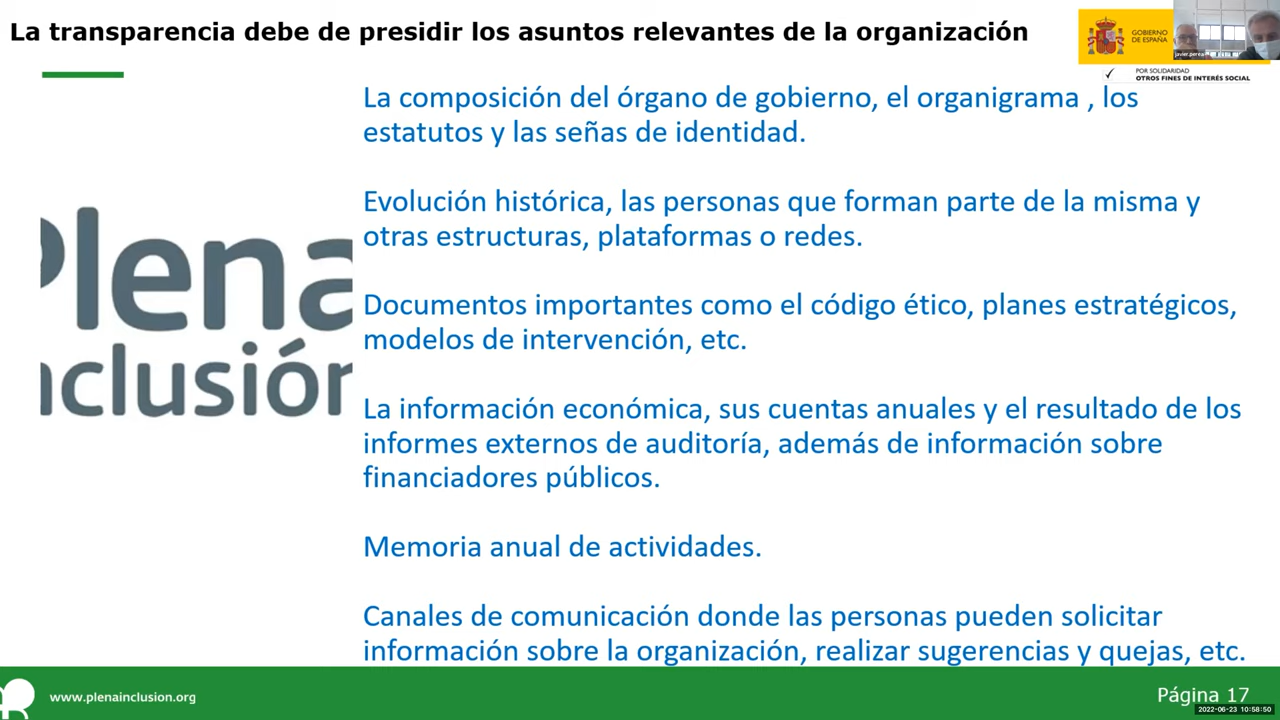 La transparencia debe de presidir los asuntos relevantes de la organización
GOBIERNO
DE ESPAÑA
POR SOLIDARIDAD
OTROS FINES DE INTERÉS SOCIAL
La composición del órgano de gobierno, el organigrama , los
estatutos y las señas de identidad.
Evolución histórica, las personas que forman parte de la misma y
otras estructuras, plataformas o redes.
Plena
inclusión
Documentos importantes como el código ético, planes estratégicos,
modelos de intervención, etc.
La información económica, sus cuentas anuales y el resultado de los
informes externos de auditoría, además de información sobre
financiadores públicos.
Memoria anual de actividades.
Canales de comunicación donde las personas pueden solicitar
información sobre la organización, realizar sugerencias y quejas, etc.
www.plenainclusion.org
Página 17
2022-06-23 10:58:50